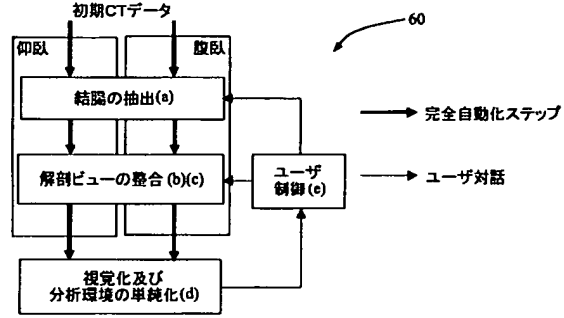 初期CTデータ
60
仰臥
腹臥
結腸の抽出(a)
完全自動化ステップ
解剖ビューの整合(b)(c)
ユーザ
制御(e)
ユーザ対話
視覚化及び
分析環境の単純化(d)